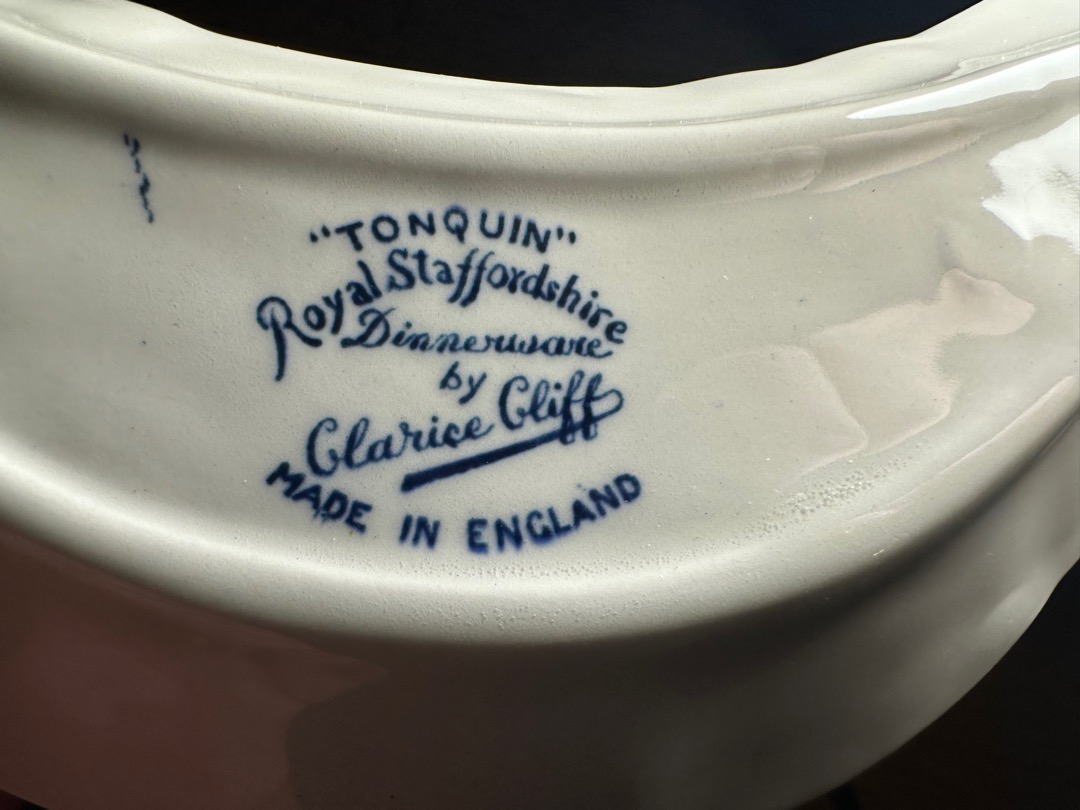 "TONQUIN"
Royal Staffordshire
Dinnerware
by
Clarice Cliff
MADE IN ENGLAND